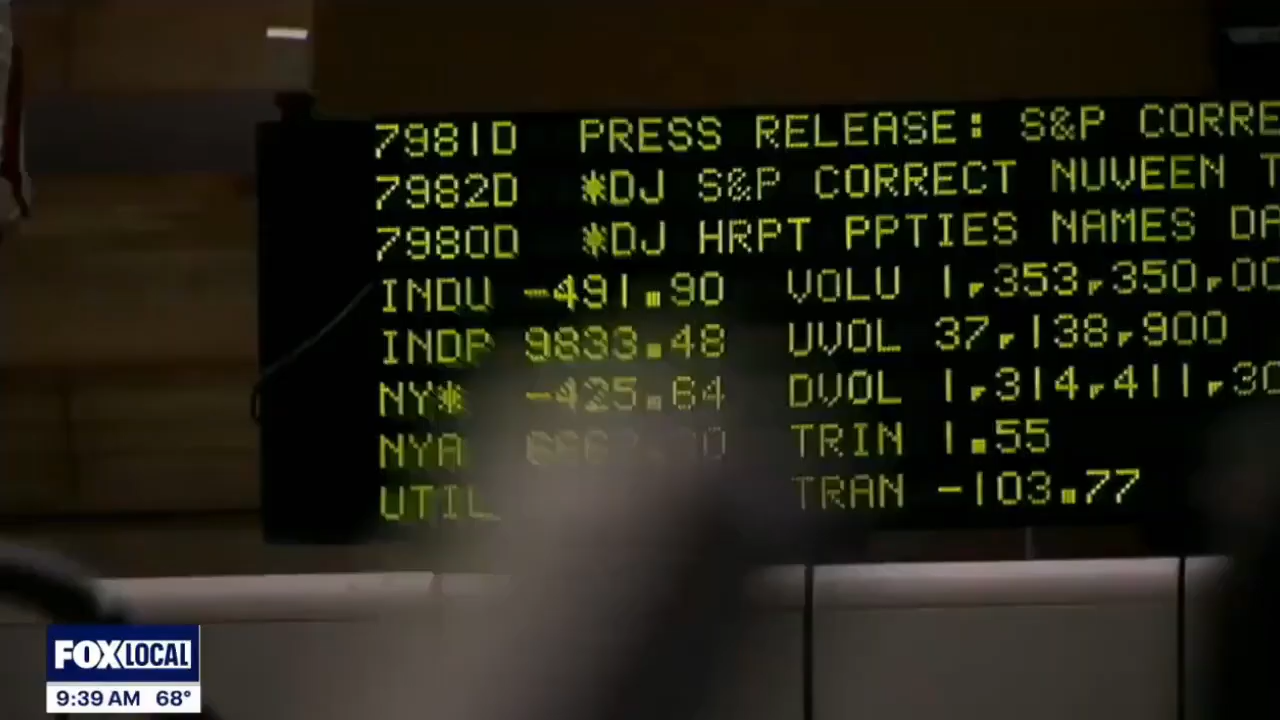 7981D PRESS RELEASE: S&P CORRE
7982D *DJ S&P CORRECT NUVEEN T
7980D *DJ HRPT PPTIES NAMES DA
INDU -491.90 VOLU 1,353,350,00
INDP 9833.48 UVOL 37,138,900
NY* -425.64 DVOL 1,314,411,30
NYA TRIN 1.55
UTIL TRAN -103.77
FOX LOCAL
9:39 AM 68°